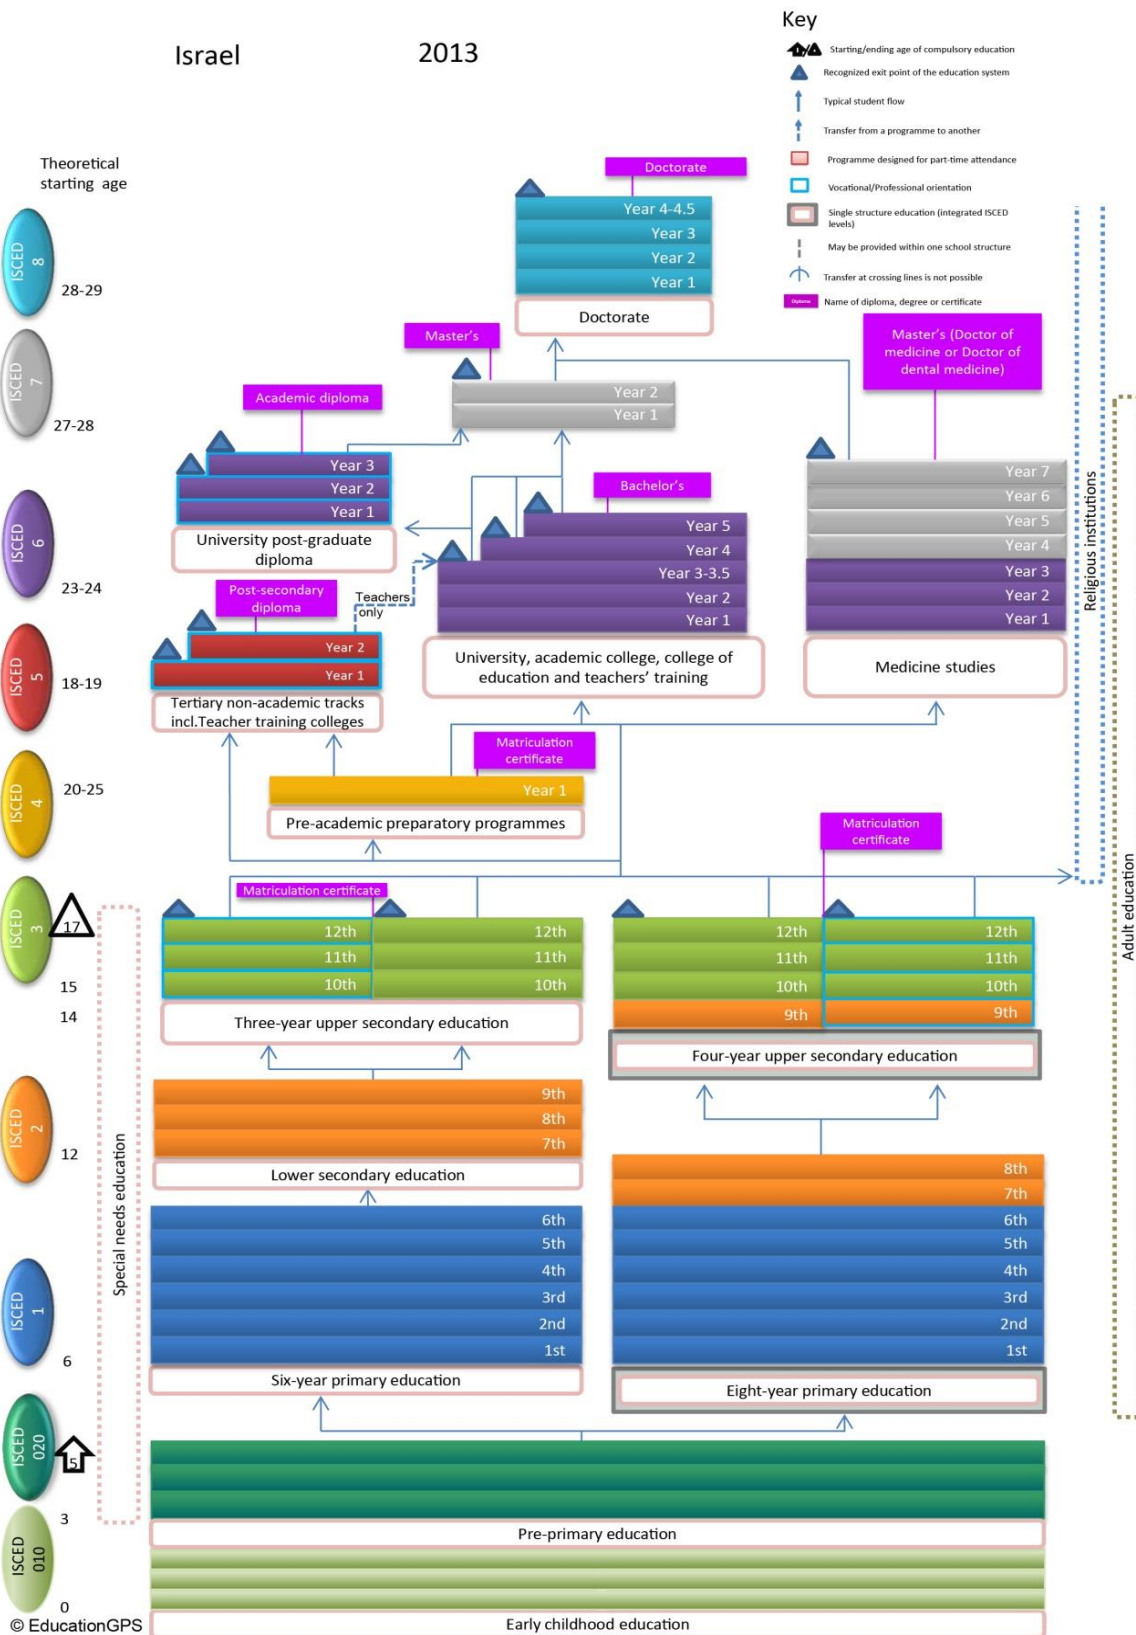 Israel
2013
Key
Starting/ending age of compulsory education
Recognized exit point of the education system
Typical student flow
Transfer from a programme to another
Programme designed for part-time attendance
Vocational/Professional orientation
Single structure education (integrated ISCED
levels)
May be provided within one school structure
Transfer at crossing lines is not possible
Diploma
Name of diploma, degree or certificate
Theoretical
starting age
ISCED
8
28-29
Doctorate
Year 4-4.5
Year 3
Year 2
Year 1
Doctorate
ISCED
7
27-28
Master's
Year 2
Year 1
Master's (Doctor of
medicine or Doctor of
dental medicine)
Year 7
Year 6
Year 5
Year 4
Year 3
Year 2
Year 1
Medicine studies
Academic diploma
Year 3
Year 2
Year 1
University post-graduate
diploma
Bachelor's
Year 5
Year 4
Year 3-3.5
Year 2
Year 1
University, academic college, college of
education and teachers' training
ISCED
6
23-24
Post-secondary
diploma
Teachers
only
Year 2
Year 1
Tertiary non-academic tracks
incl.Teacher training colleges
ISCED
5
18-19
Matriculation
certificate
Year 1
Pre-academic preparatory programmes
ISCED
4
20-25
Religious institutions
Adult education
Matriculation
certificate
Matriculation certificate
ISCED
3
17
15
14
12th
11th
10th
12th
11th
10th
Three-year upper secondary education
12th
11th
10th
9th
12th
11th
10th
9th
Four-year upper secondary education
ISCED
2
12
9th
8th
7th
Lower secondary education
Special needs education
6th
5th
4th
3rd
2nd
1st
Six-year primary education
8th
7th
6th
5th
4th
3rd
2nd
1st
Eight-year primary education
ISCED
1
6
ISCED
020
5
3
Pre-primary education
ISCED
010
0
Early childhood education
© EducationGPS